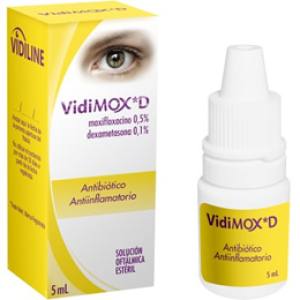 VIDILINE
VidiMOX*D
moxifloxacino 0,5%
dexametasona 0,1%
Antibiótico
Antiinflamatorio
SOLUCIÓN
OFTÁLMICA
ESTÉRIL
5 mL
VidiMOX*D
Antibiótico
Antiinflamatorio
5 mL